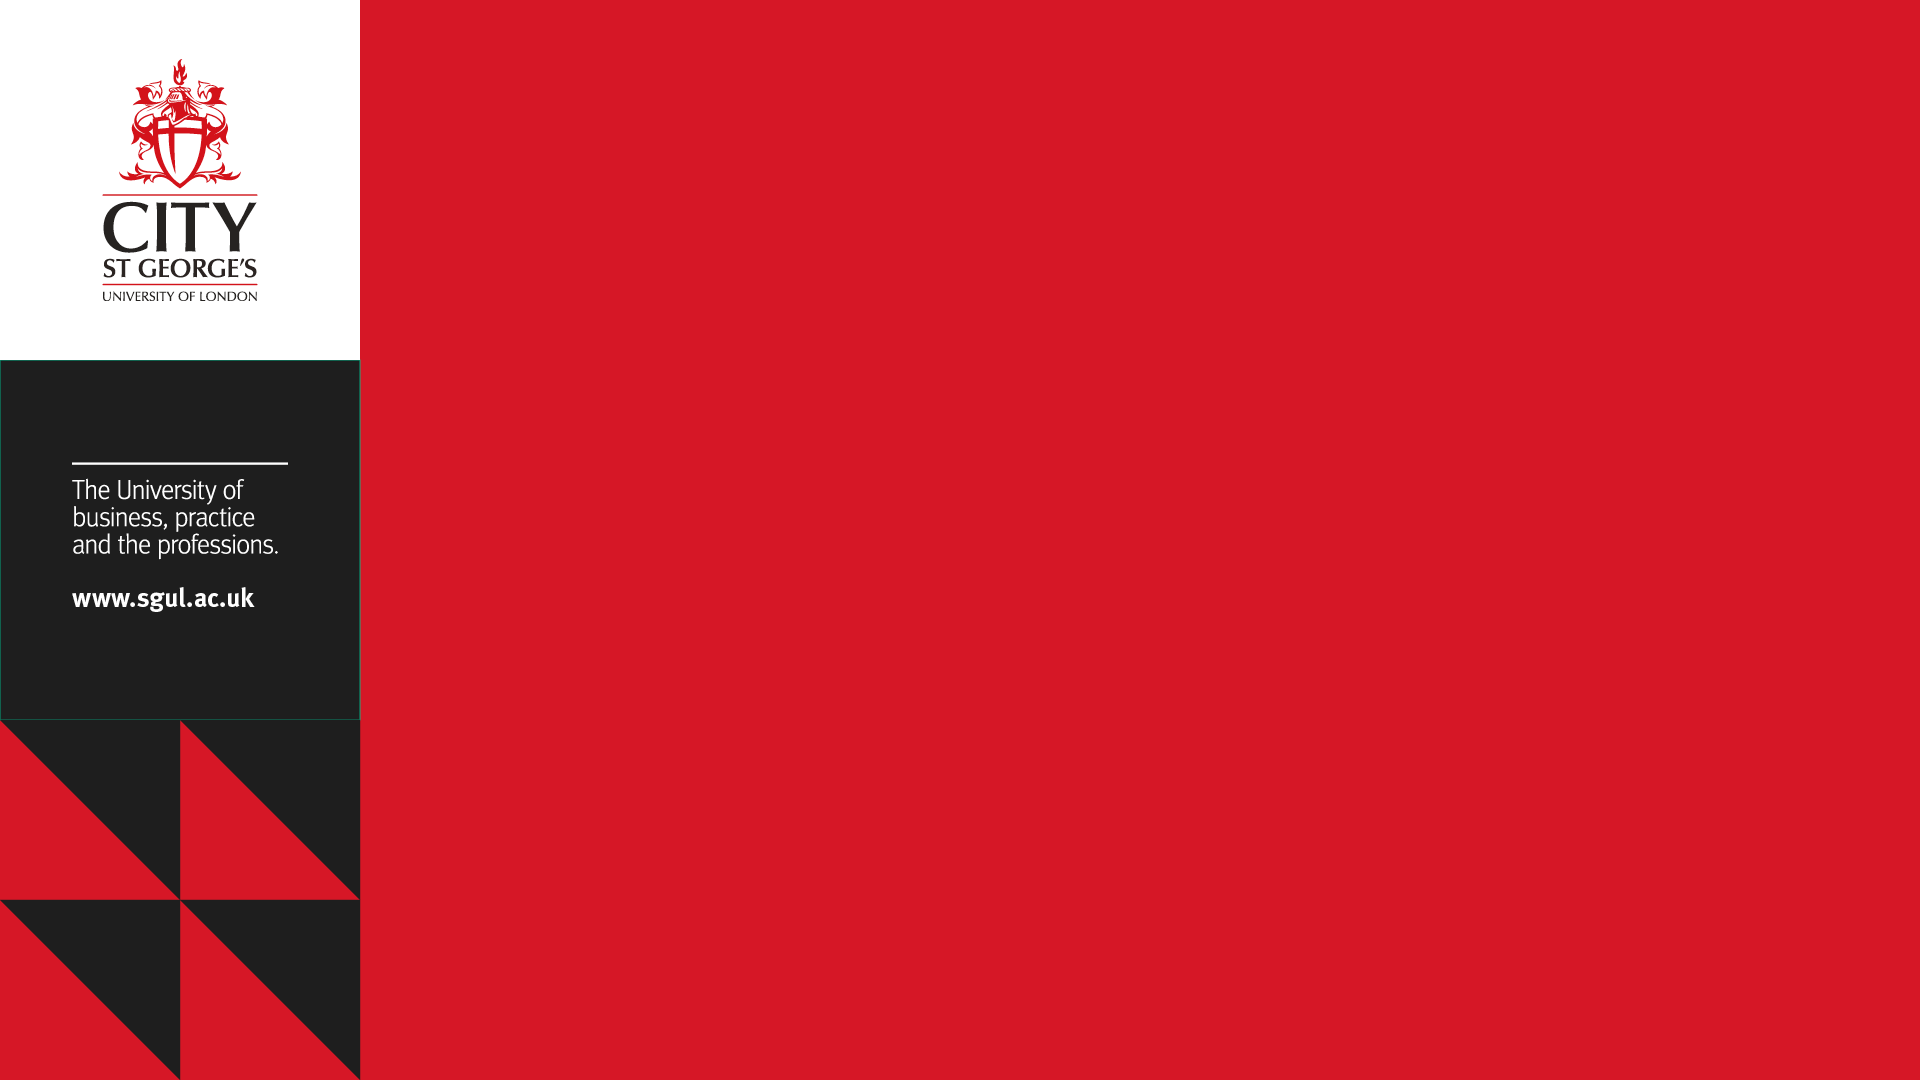 CITY
ST GEORGE'S
UNIVERSITY OF LONDON
The University of
business, practice
and the professions.
www.sgul.ac.uk